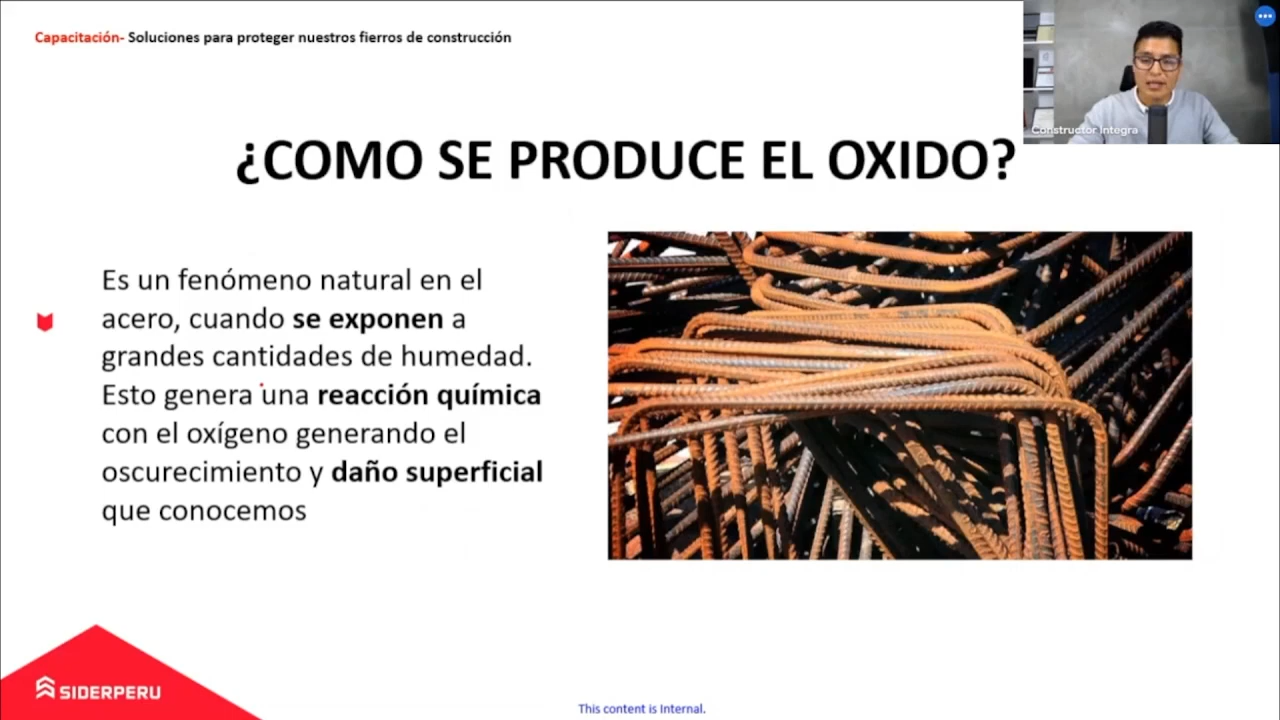 Capacitación- Soluciones para proteger nuestros fierros de construcción
Constructor Integra
¿COMO SE PRODUCE EL OXIDO?
Es un fenómeno natural en el
acero, cuando se exponen a
grandes cantidades de humedad.
Esto genera una reacción química
con el oxígeno generando el
oscurecimiento y daño superficial
que conocemos
SIDERPERU
This content is Internal.